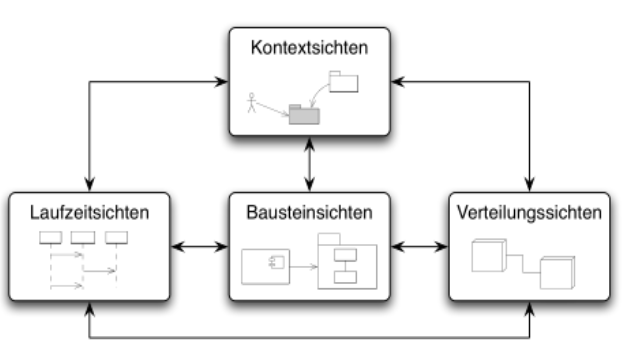 Kontextsichten
Laufzeitsichten
Bausteinsichten
Verteilungssichten